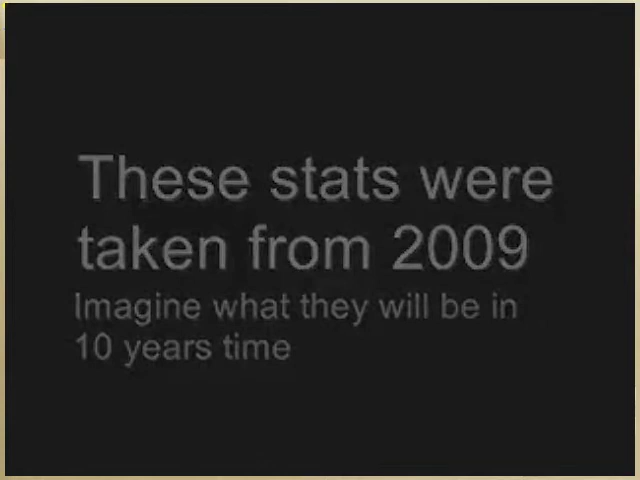 These stats were
taken from 2009
Imagine what they will be in
10 years time